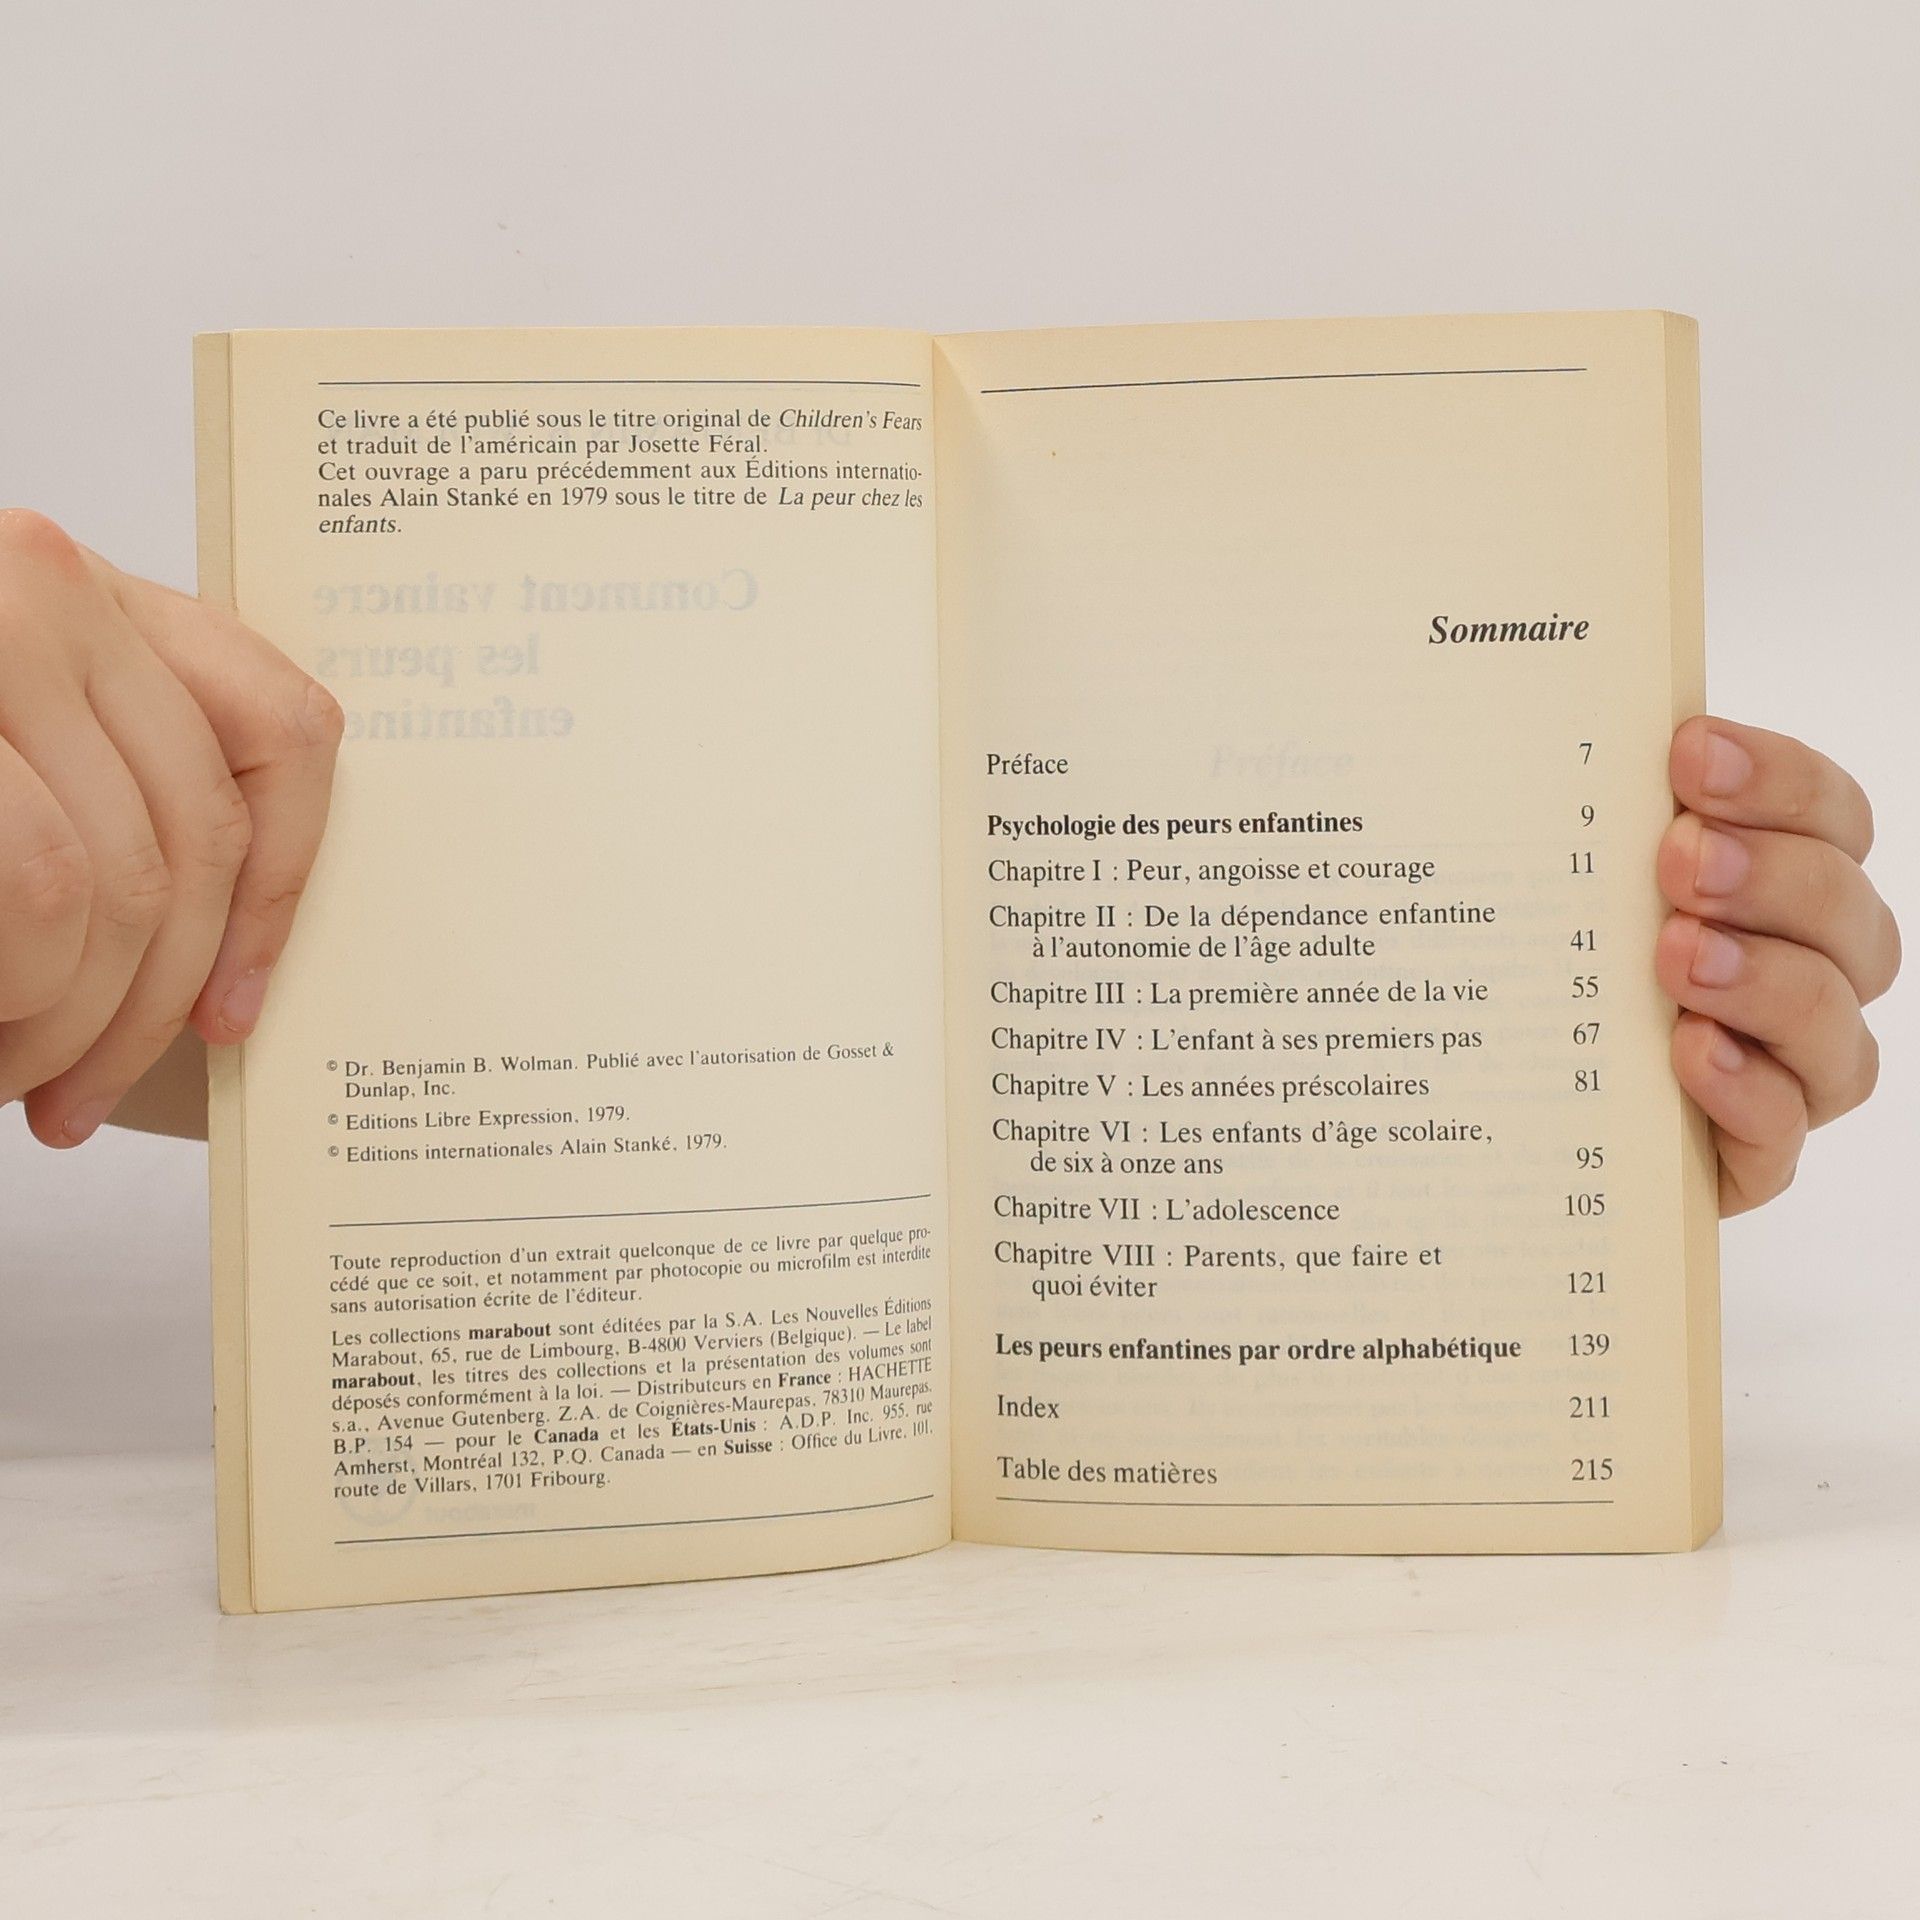 Ce livre a été publié sous le titre original de Children's Fears
et traduit de l'américain par Josette Féral.
Cet ouvrage a paru précédemment aux Éditions internatio-
nales Alain Stanké en 1979 sous le titre de La peur chez les
enfants.
Comment vaincre
les peurs
enfantines
© Dr. Benjamin B. Wolman. Publié avec l'autorisation de Gosset &
Dunlap, Inc.
© Editions Libre Expression, 1979.
© Editions internationales Alain Stanké, 1979.
Toute reproduction d'un extrait quelconque de ce livre par quelque pro-
cédé que ce soit, et notamment par photocopie ou microfilm est interdite
sans autorisation écrite de l'éditeur.
Les collections marabout sont éditées par la S.A. Les Nouvelles Éditions
Marabout, 65, rue de Limbourg, B-4800 Verviers (Belgique). — Le label
marabout, les titres des collections et la présentation des volumes sont
déposés conformément à la loi. — Distributeurs en France : HACHETTE
s.a., Avenue Gutenberg. Z.A. de Coignières-Maurepas, 78310 Maurepas,
B.P. 154 — pour le Canada et les États-Unis : A.D.P. Inc. 955, rue
Amherst, Montréal 132, P.Q. Canada — en Suisse : Office du Livre, 101,
route de Villars, 1701 Fribourg.
marabout
Sommaire
Préface 7
Préface
Psychologie des peurs enfantines 9
Chapitre I : Peur, angoisse et courage 11
Chapitre II : De la dépendance enfantine
à l'autonomie de l'âge adulte 41
Chapitre III : La première année de la vie 55
Chapitre IV : L'enfant à ses premiers pas 67
Chapitre V : Les années préscolaires 81
Chapitre VI : Les enfants d'âge scolaire,
de six à onze ans 95
Chapitre VII : L'adolescence 105
Chapitre VIII : Parents, que faire et
quoi éviter 121
Les peurs enfantines par ordre alphabétique 139
Index 211
Table des matières 215